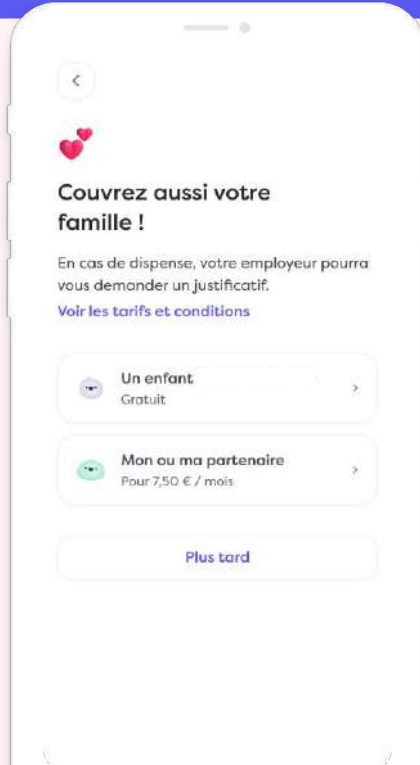 Couvrez aussi votre
famille !
En cas de dispense, votre employeur pourra
vous demander un justificatif.
Voir les tarifs et conditions
Un enfant
Gratuit
Mon ou ma partenaire
Pour 7,50 € / mois
Plus tard